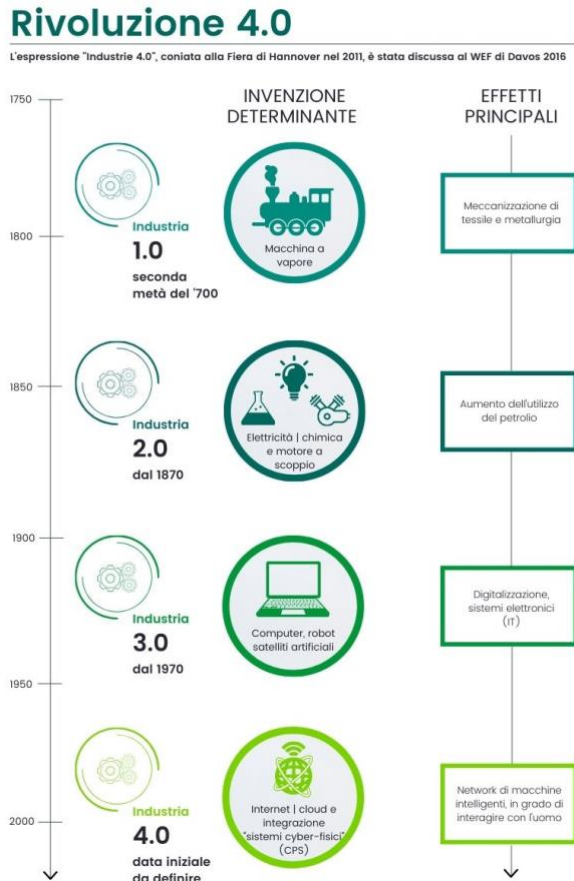 Rivoluzione 4.0
L'espressione "Industrie 4.0", coniata alla Fiera di Hannover nel 2011, è stata discussa al WEF di Davos 2016
INVENZIONE
DETERMINANTE
EFFETTI
PRINCIPALI
1750
Industria
1.0
seconda
metà del '700
Macchina a
vapore
Meccanizzazione di
tessile e metallurgia
1800
1850
Industria
2.0
dal 1870
Elettricità | chimica
e motore a
scoppio
Aumento dell'utilizzo
del petrolio
1900
Industria
3.0
dal 1970
Computer, robot
satelliti artificiali
Digitalizzazione,
sistemi elettronici
(IT)
1950
Industria
4.0
data iniziale
da definire
Internet | cloud e
integrazione
"sistemi cyber-fisici"
(CPS)
Network di macchine
intelligenti, in grado di
interagire con l'uomo
2000